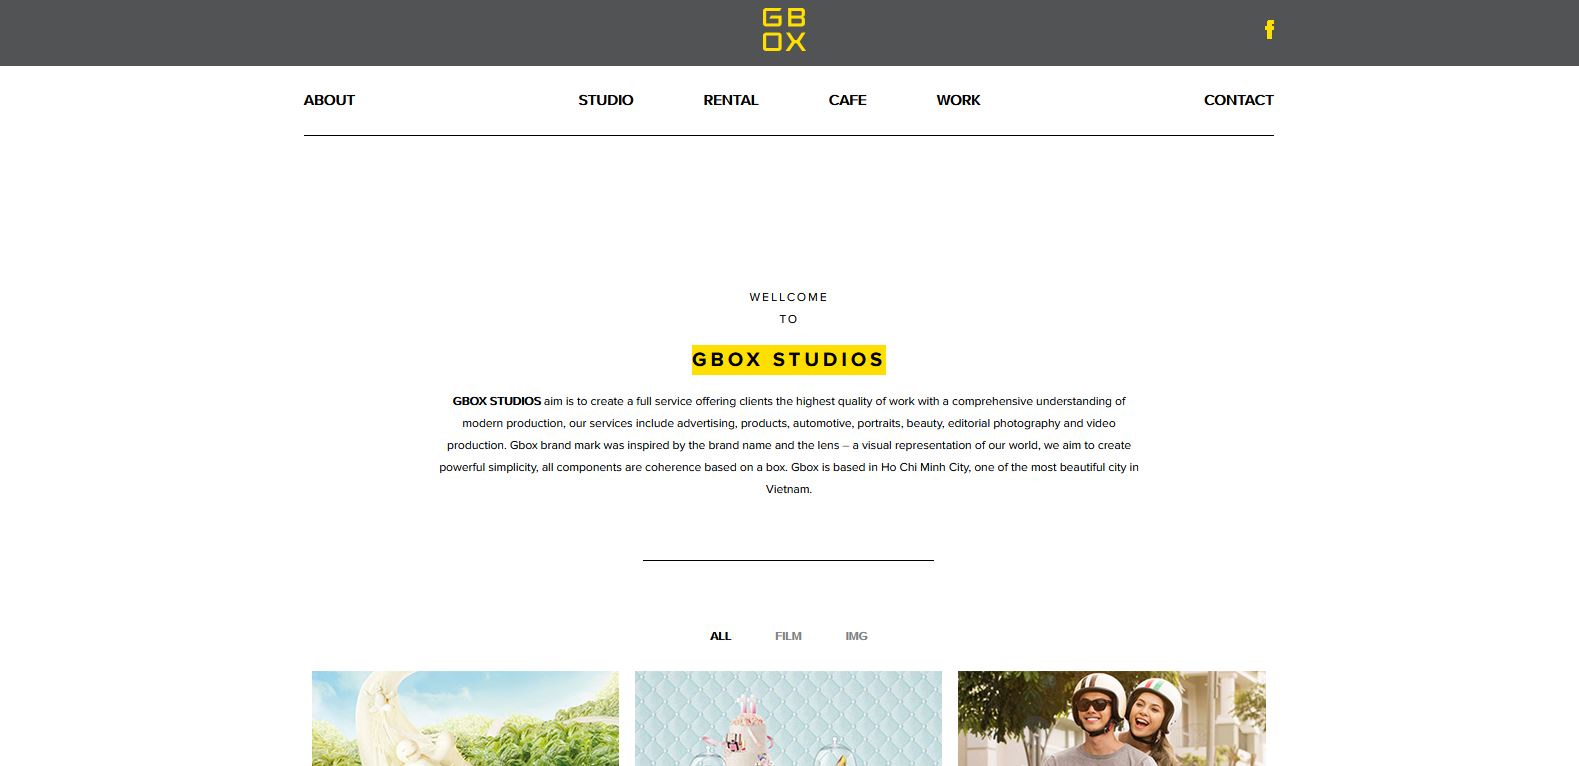 GB
OX
f
ABOUT STUDIO RENTAL CAFE WORK CONTACT
WELLCOME
TO
GBOX STUDIOS
GBOX STUDIOS aim is to create a full service offering clients the highest quality of work with a comprehensive understanding of
modern production, our services include advertising, products, automotive, portraits, beauty, editorial photography and video
production. Gbox brand mark was inspired by the brand name and the lens – a visual representation of our world, we aim to create
powerful simplicity, all components are coherence based on a box. Gbox is based in Ho Chi Minh City, one of the most beautiful city in
Vietnam.
ALL FILM IMG